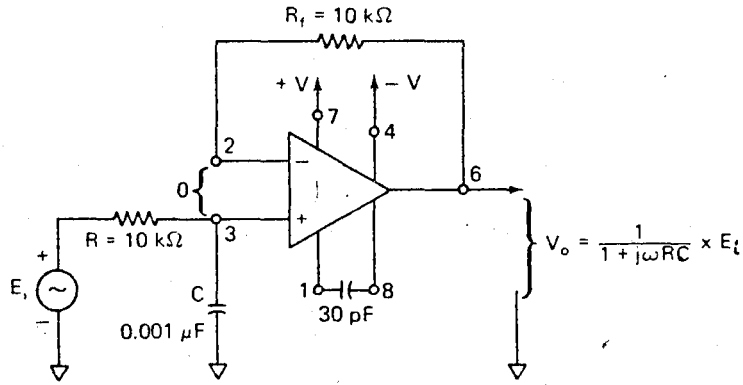 R_f = 10 kΩ
+ V
− V
7
4
2
6
−
0
+
3
R = 10 kΩ
+
E_i
∼
−
C
0.001 μF
1
8
30 pF
V_o = 1 / (1 + jωRC) × E_i